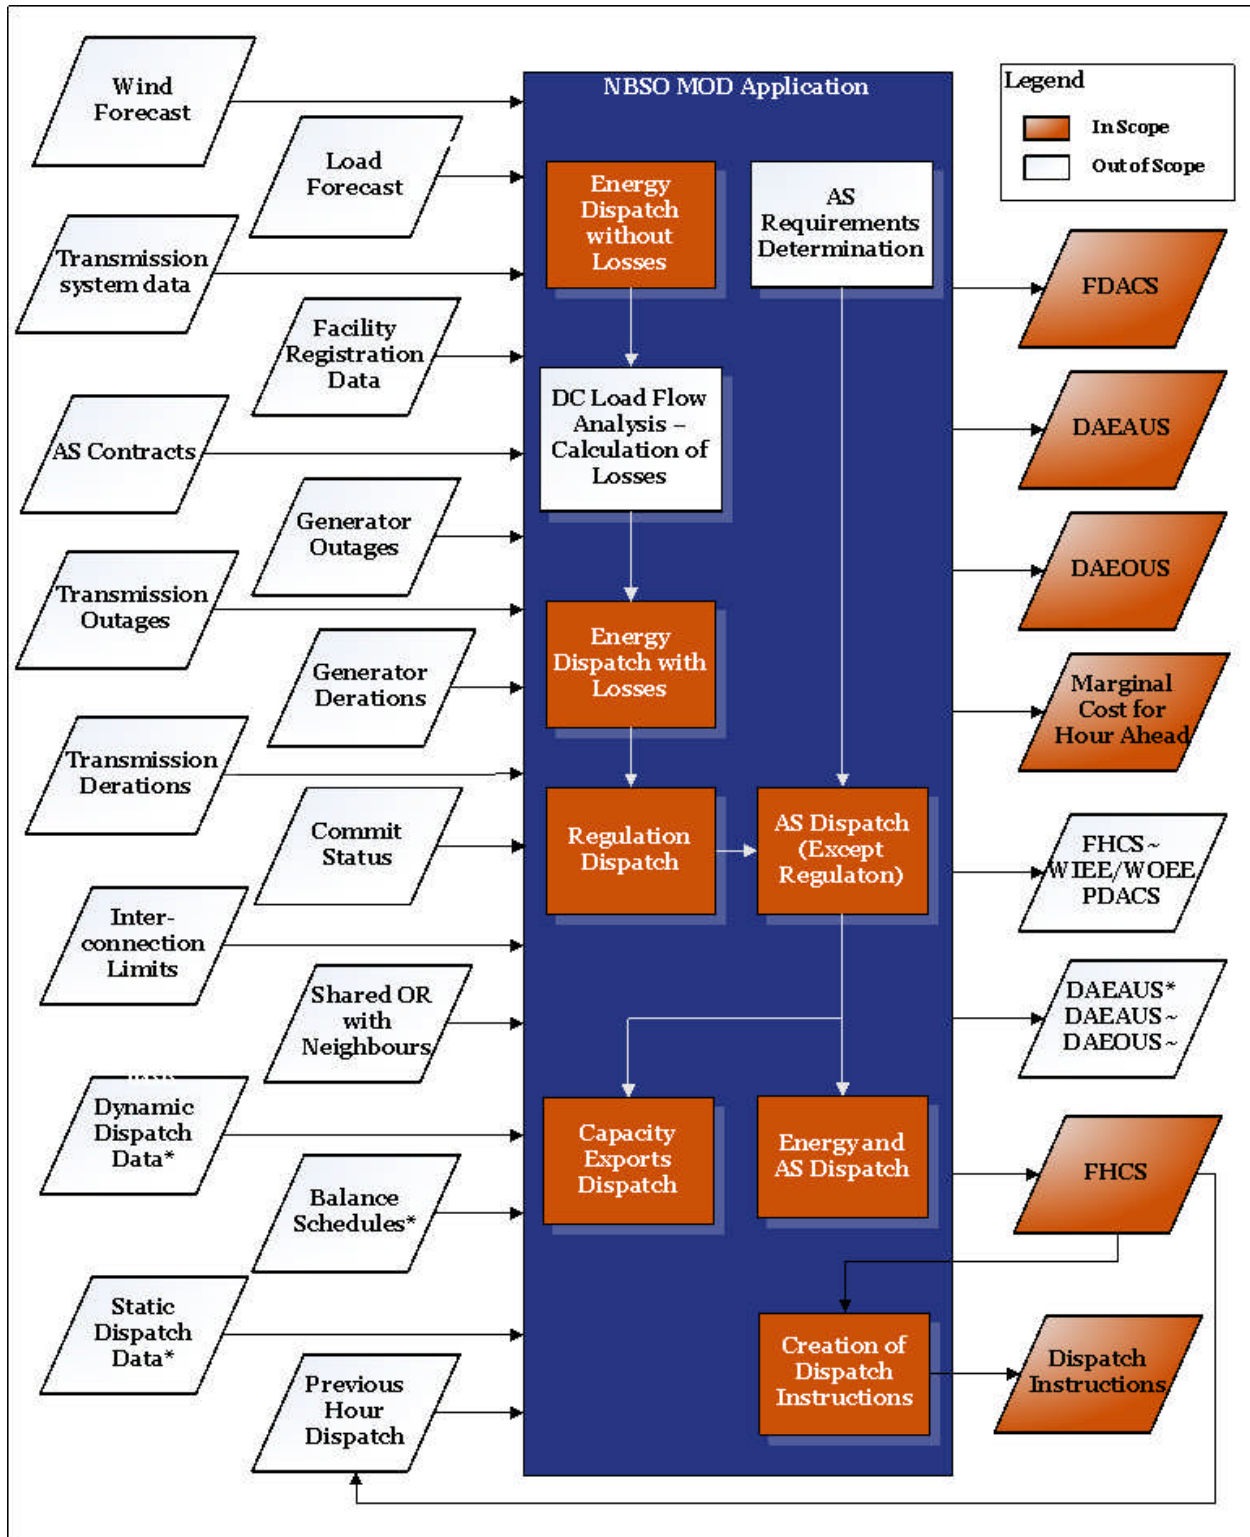 NBSO MOD Application
Legend
In Scope
Out of Scope
Wind
Forecast
Load
Forecast
Transmission
system data
Facility
Registration
Data
AS Contracts
Generator
Outages
Transmission
Outages
Generator
Derations
Transmission
Derations
Commit
Status
Inter-
connection
Limits
Shared OR
with
Neighbours
Dynamic
Dispatch
Data*
Balance
Schedules*
Static
Dispatch
Data*
Previous
Hour
Dispatch
Energy
Dispatch
without
Losses
AS
Requirements
Determination
DC Load Flow
Analysis –
Calculation of
Losses
Energy
Dispatch with
Losses
Regulation
Dispatch
AS Dispatch
(Except
Regulaton)
Capacity
Exports
Dispatch
Energy and
AS Dispatch
Creation of
Dispatch
Instructions
FDACS
DAEAUS
DAEOUS
Marginal
Cost for
Hour Ahead
FHCS ~
WIEE/WOEE
PDACS
DAEAUS*
DAEAUS ~
DAEOUS ~
FHCS
Dispatch
Instructions